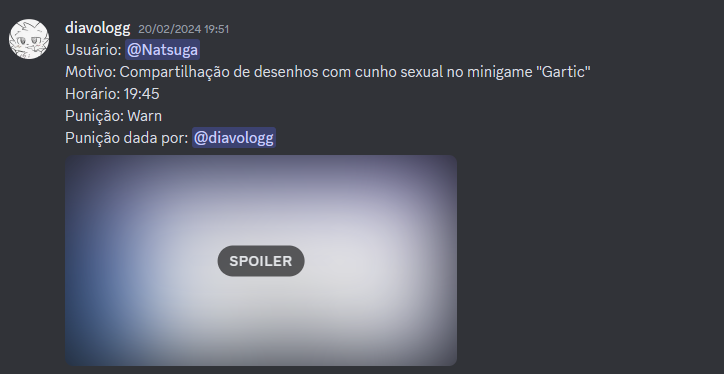 diavologg 20/02/2024 19:51
Usuário: @Natsuga
Motivo: Compartilhação de desenhos com cunho sexual no minigame "Gartic"
Horário: 19:45
Punição: Warn
Punição dada por: @diavologg
SPOILER